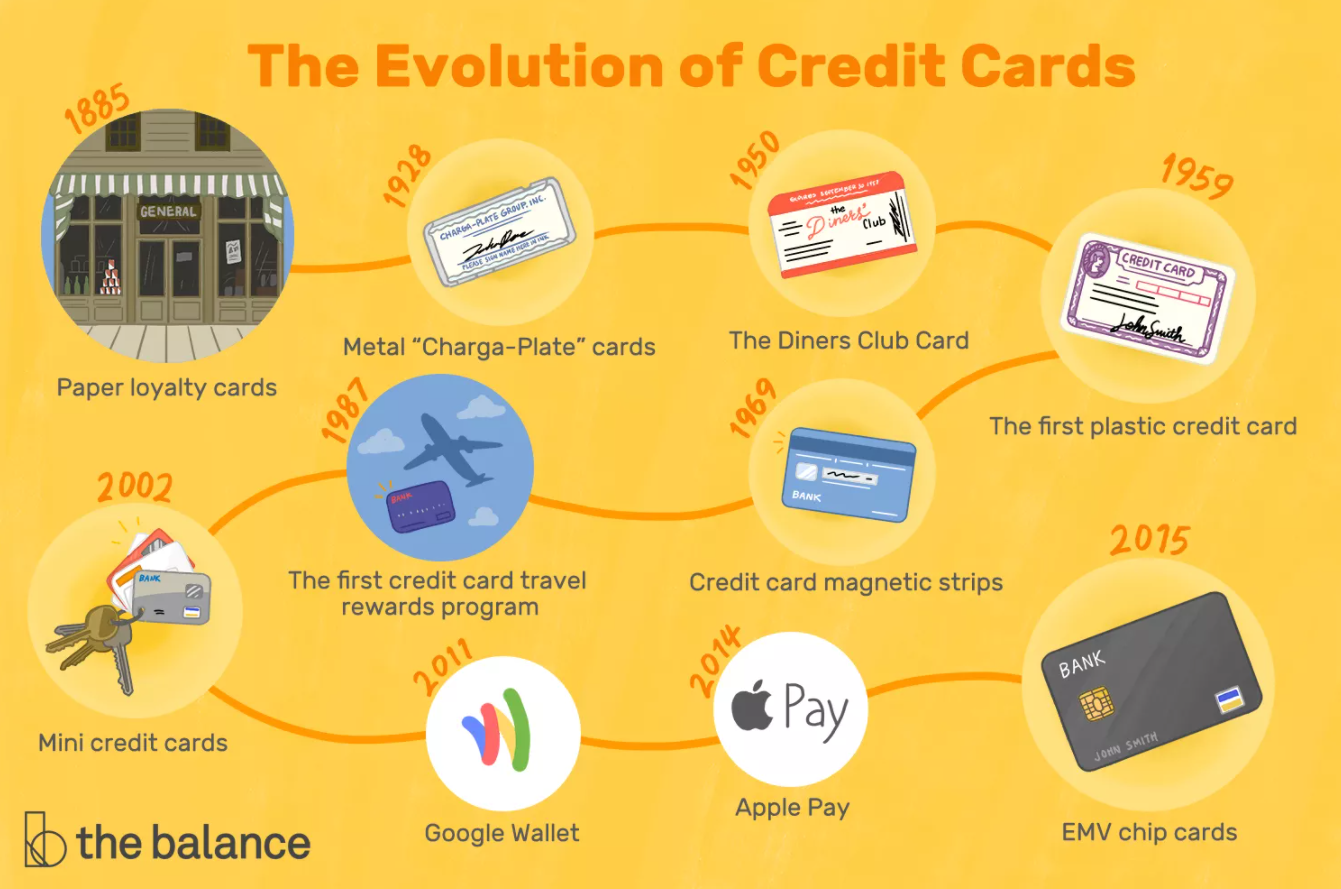 The Evolution of Credit Cards
1885
GENERAL
Paper loyalty cards
1928
CHARGA-PLATE GROUP, INC.
John Doe
PLEASE SIGN NAME HERE IN INK
Metal “Charga-Plate” cards
1950
the
Diners'
Club
The Diners Club Card
1959
CREDIT CARD
John Smith
The first plastic credit card
1969
BANK
Credit card magnetic strips
1987
BANK
The first credit card travel
rewards program
2002
BANK
Mini credit cards
2011
Google Wallet
2014
Pay
Apple Pay
2015
BANK
JOHN SMITH
EMV chip cards
the balance